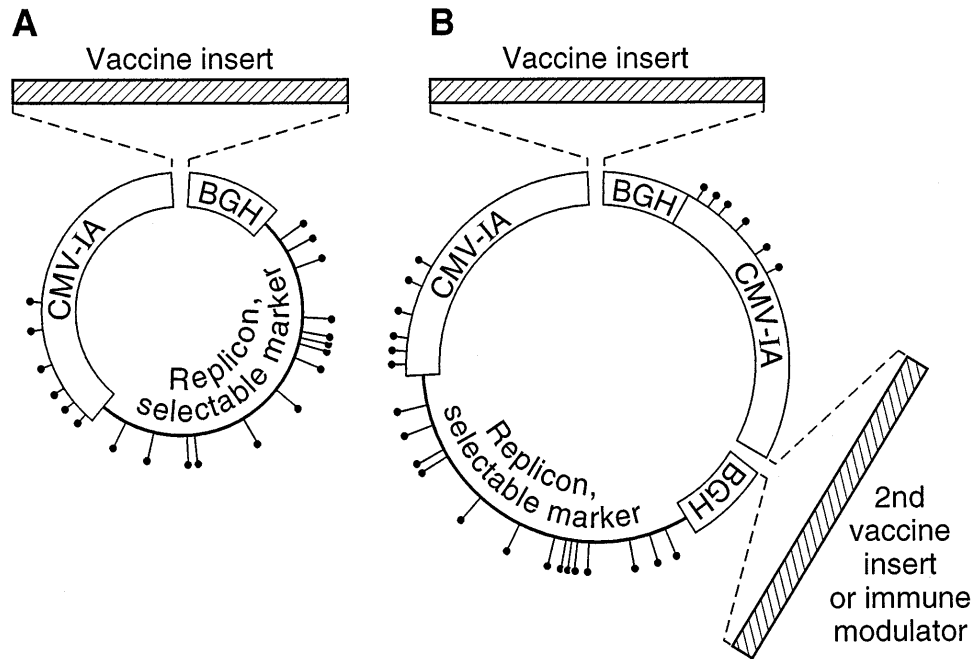 A
Vaccine insert
CMV-IA
BGH
Replicon,
selectable marker
B
Vaccine insert
CMV-IA
BGH
CMV-IA
BGH
Replicon,
selectable marker
2nd
vaccine
insert
or immune
modulator